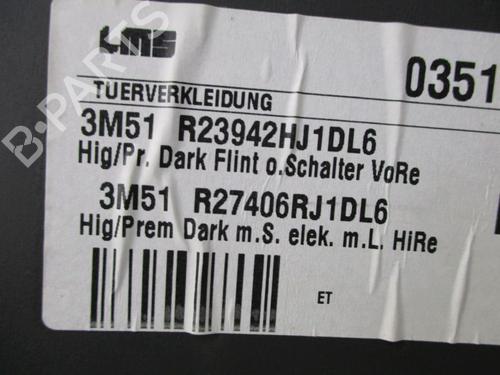 LMS
0351
TUERVERKLEIDUNG
3M51 R23942HJ1DL6
Hig/Pr. Dark Flint o.Schalter VoRe
3M51 R27406RJ1DL6
Hig/Prem Dark m.S. elek. m.L. HiRe
ET
B-PARTS